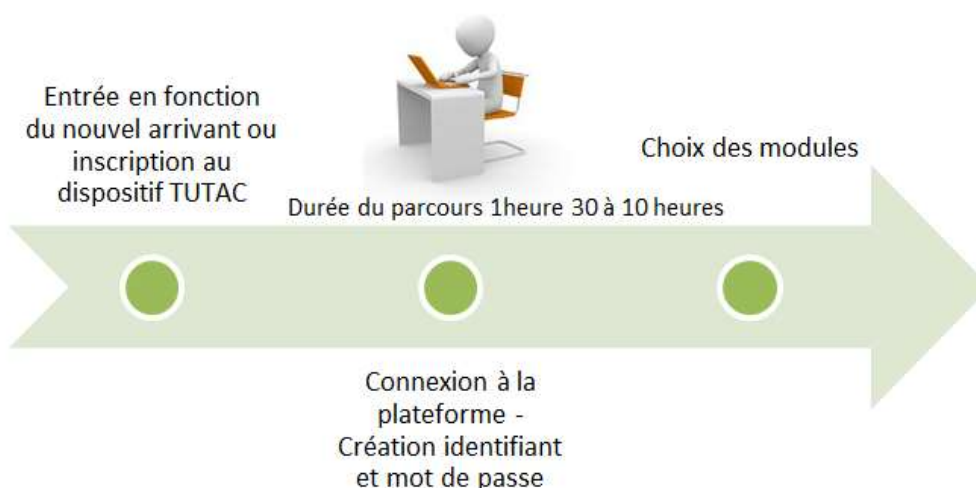 Entrée en fonction
du nouvel arrivant ou
inscription au
dispositif TUTAC
Durée du parcours 1heure 30 à 10 heures
Choix des modules
Connexion à la
plateforme -
Création identifiant
et mot de passe